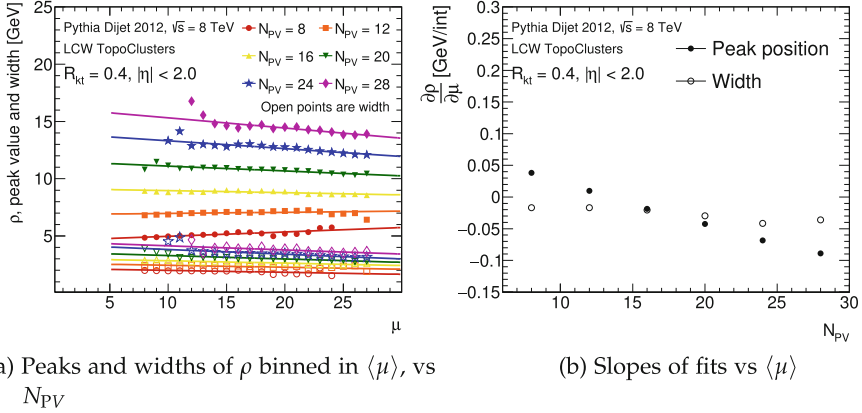 ρ, peak value and width [GeV]
25
20
15
10
5
Pythia Dijet 2012, √s = 8 TeV
LCW TopoClusters
R_kt = 0.4, |η| < 2.0
N_PV = 8 N_PV = 12
N_PV = 16 N_PV = 20
N_PV = 24 N_PV = 28
Open points are width
5 10 15 20 25
μ
a) Peaks and widths of ρ binned in ⟨μ⟩, vs
N_PV
∂ρ/∂μ [GeV/int]
0.3
0.25
0.2
0.15
0.1
0.05
0
−0.05
−0.1
−0.15
Pythia Dijet 2012, √s = 8 TeV
LCW TopoClusters
R_kt = 0.4, |η| < 2.0
Peak position
Width
10 15 20 25 30
N_PV
(b) Slopes of fits vs ⟨μ⟩